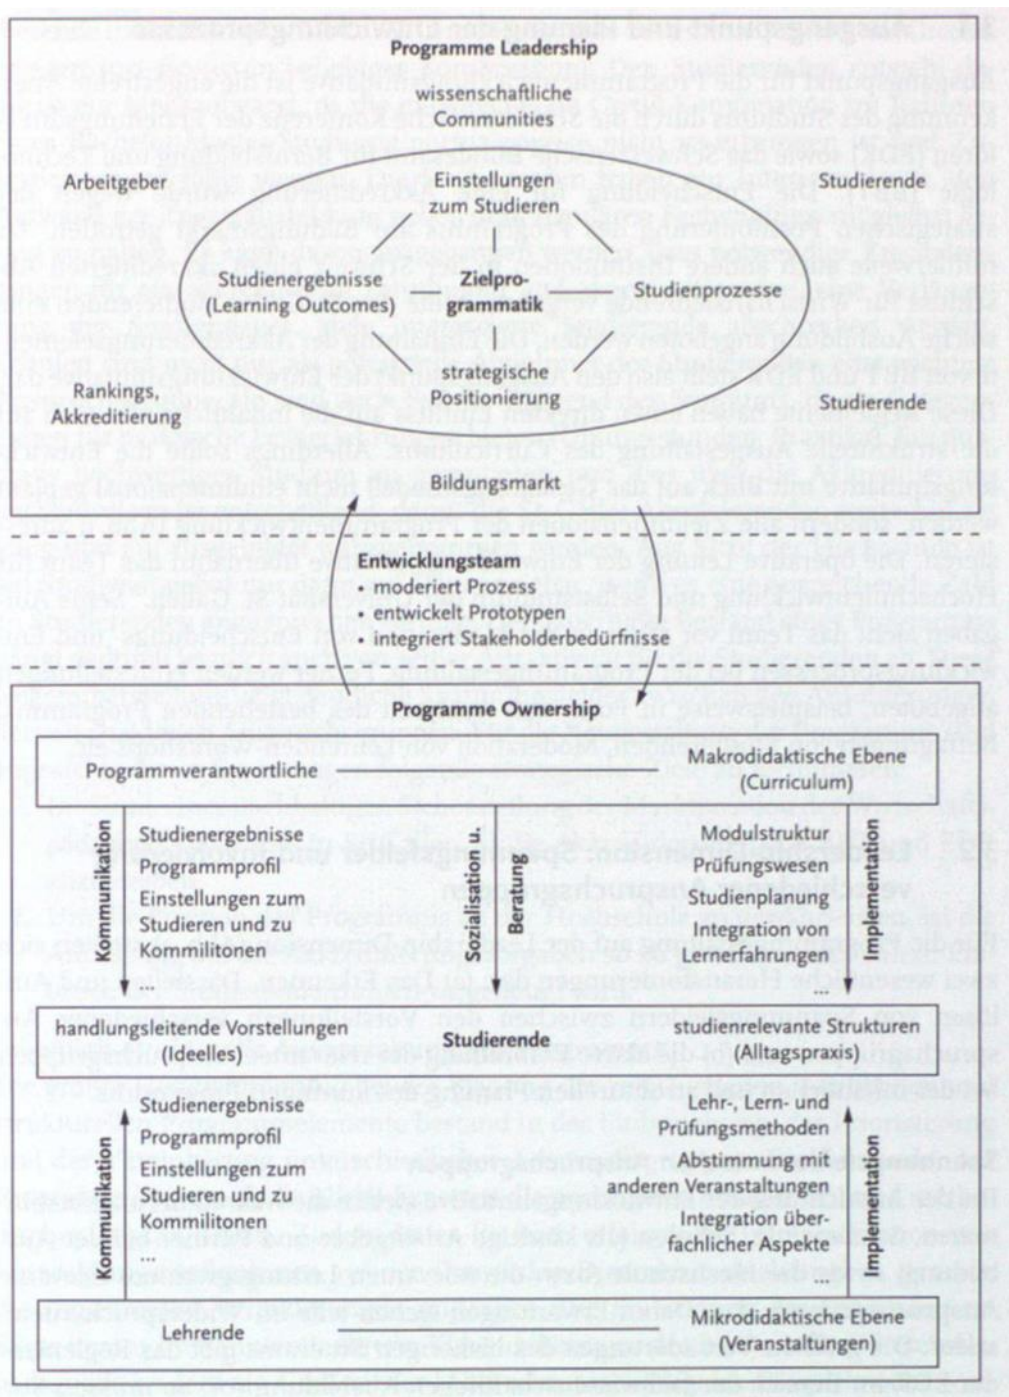 Programme Leadership
wissenschaftliche
Communities
Arbeitgeber
Einstellungen
zum Studieren
Studierende
Studienergebnisse
(Learning Outcomes)
Zielpro-
grammatik
Studienprozesse
strategische
Positionierung
Rankings,
Akkreditierung
Studierende
Bildungsmarkt
Entwicklungsteam
• moderiert Prozess
• entwickelt Prototypen
• integriert Stakeholderbedürfnisse
Programme Ownership
Programmverantwortliche
Makrodidaktische Ebene
(Curriculum)
Kommunikation
Studienergebnisse
Programmprofil
Einstellungen zum
Studieren und zu
Kommilitonen
...
Sozialisation u.
Beratung
Modulstruktur
Prüfungswesen
Studienplanung
Integration von
Lernerfahrungen
...
Implementation
handlungsleitende Vorstellungen
(Ideelles)
Studierende
studienrelevante Strukturen
(Alltagspraxis)
Kommunikation
Studienergebnisse
Programmprofil
Einstellungen zum
Studieren und zu
Kommilitonen
...
Lehr-, Lern- und
Prüfungsmethoden
Abstimmung mit
anderen Veranstaltungen
Integration über-
fachlicher Aspekte
...
Implementation
Lehrende
Mikrodidaktische Ebene
(Veranstaltungen)